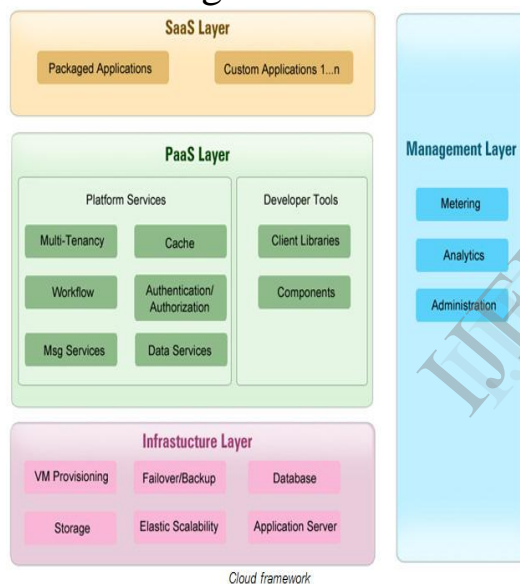 SaaS Layer
Packaged Applications
Custom Applications 1...n
PaaS Layer
Platform Services
Multi-Tenancy
Cache
Workflow
Authentication/
Authorization
Msg Services
Data Services
Developer Tools
Client Libraries
Components
Infrastucture Layer
VM Provisioning
Failover/Backup
Database
Storage
Elastic Scalability
Application Server
Management Layer
Metering
Analytics
Administration
Cloud framework